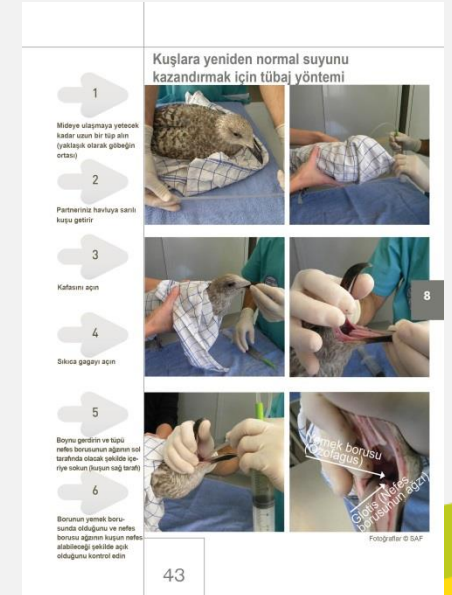 Kuşlara yeniden normal suyunu
kazandırmak için tübaj yöntemi
1
Mideye ulaşmaya yetecek
kadar uzun bir tüp alın
(yaklaşık olarak göbeğin
ortası)
2
Partneriniz havluya sarılı
kuşu getirir
3
Kafasını açın
4
Sıkıca gagayı açın
5
Boynu gerdirin ve tüpü
nefes borusunun ağzının sol
tarafında olacak şekilde içe-
riye sokun (kuşun sağ tarafı)
6
Borunun yemek boru-
sunda olduğunu ve nefes
borusu ağzının kuşun nefes
alabileceği şekilde açık
olduğunu kontrol edin
Yemek borusu
(Özofagus)
Glotis (Nefes
borusunun ağzı)
Fotoğraflar © SAF
8
43